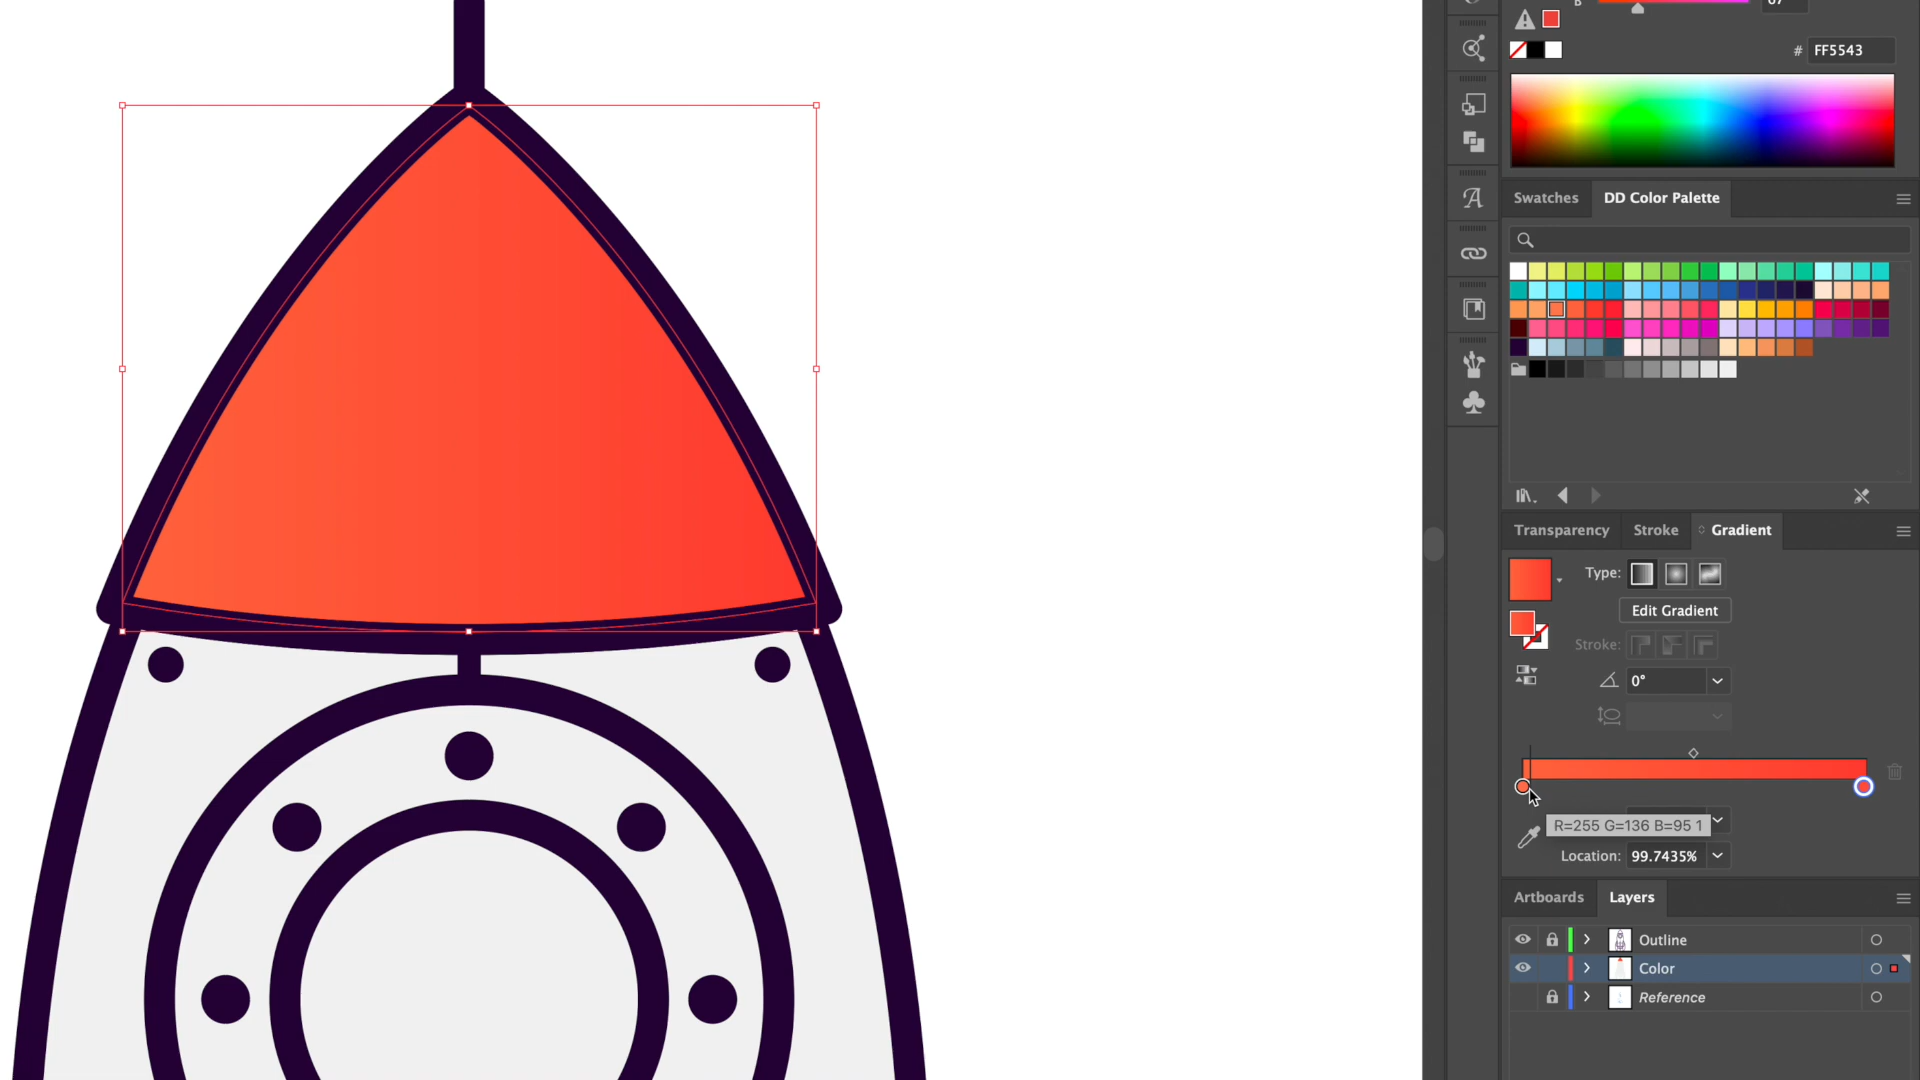 B
# FF5543
Swatches DD Color Palette
Transparency Stroke Gradient
Type:
Edit Gradient
Stroke:
0°
R=255 G=136 B=95 1
Location: 99.7435%
Artboards Layers
Outline
Color
Reference